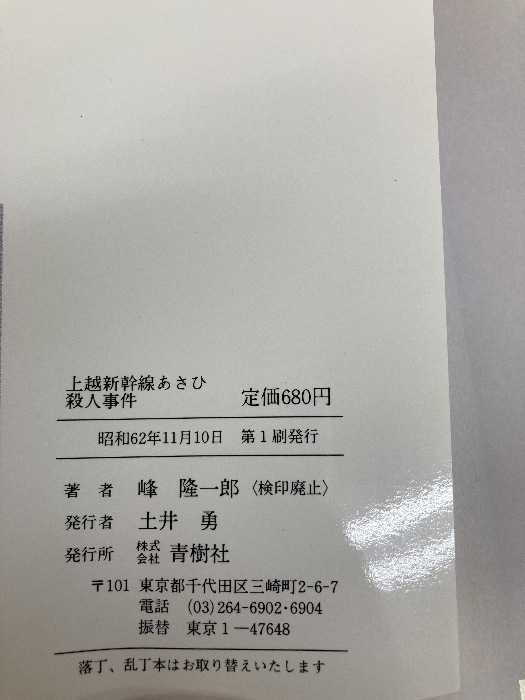 上越新幹線あさひ
殺人事件 定価680円
昭和62年11月10日 第1刷発行
著者 峰 隆一郎〈検印廃止〉
発行者 土井 勇
発行所 株式会社 青樹社
〒101 東京都千代田区三崎町2-6-7
電話 (03)264-6902・6904
振替 東京1―47648
落丁、乱丁本はお取り替えいたします